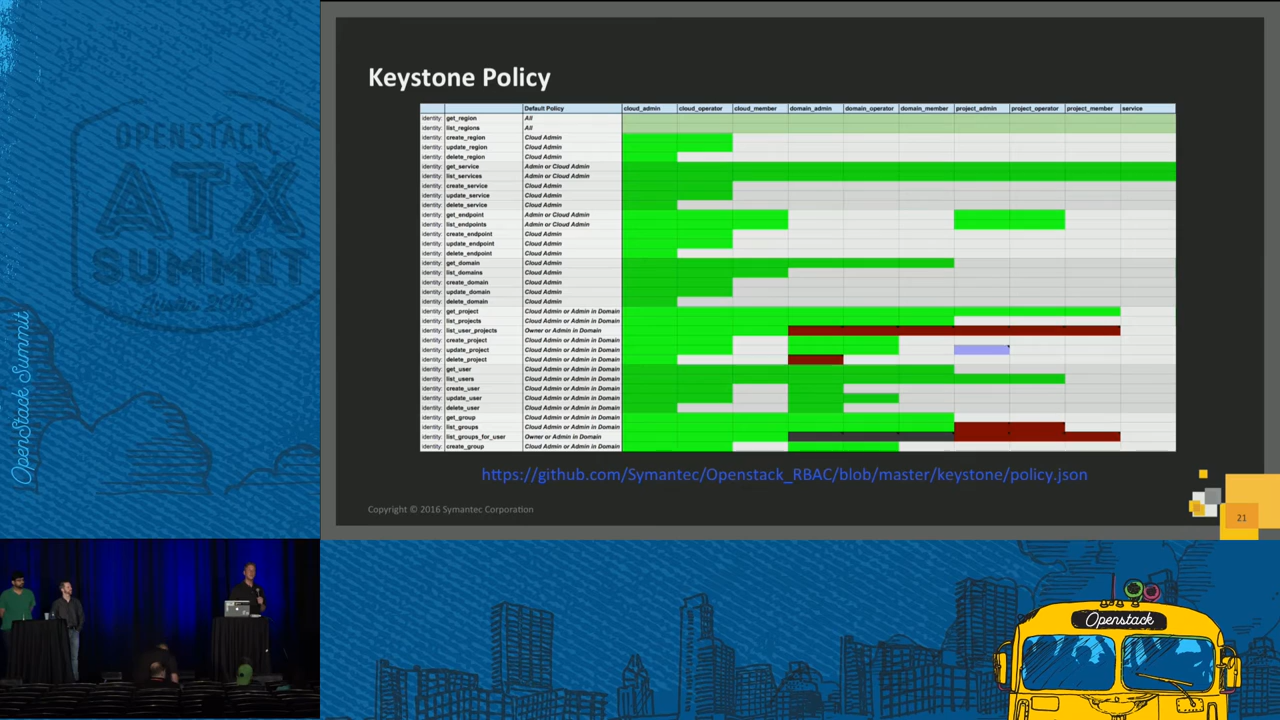 Keystone Policy
Default Policy cloud_admin cloud_operator cloud_member domain_admin domain_operator domain_member project_admin project_operator project_member service
identity: get_region All
identity: list_regions All
identity: create_region Cloud Admin
identity: update_region Cloud Admin
identity: delete_region Cloud Admin
identity: get_service Admin or Cloud Admin
identity: list_services Admin or Cloud Admin
identity: create_service Cloud Admin
identity: update_service Cloud Admin
identity: delete_service Cloud Admin
identity: get_endpoint Admin or Cloud Admin
identity: list_endpoints Admin or Cloud Admin
identity: create_endpoint Cloud Admin
identity: update_endpoint Cloud Admin
identity: delete_endpoint Cloud Admin
identity: get_domain Cloud Admin
identity: list_domains Cloud Admin
identity: create_domain Cloud Admin
identity: update_domain Cloud Admin
identity: delete_domain Cloud Admin
identity: get_project Cloud Admin or Admin in Domain
identity: list_projects Cloud Admin or Admin in Domain
identity: list_user_projects Owner or Admin in Domain
identity: create_project Cloud Admin or Admin in Domain
identity: update_project Cloud Admin or Admin in Domain
identity: delete_project Cloud Admin or Admin in Domain
identity: get_user Cloud Admin or Admin in Domain
identity: list_users Cloud Admin or Admin in Domain
identity: create_user Cloud Admin or Admin in Domain
identity: update_user Cloud Admin or Admin in Domain
identity: delete_user Cloud Admin or Admin in Domain
identity: get_group Cloud Admin or Admin in Domain
identity: list_groups Cloud Admin or Admin in Domain
identity: list_groups_for_user Owner or Admin in Domain
identity: create_group Cloud Admin or Admin in Domain
https://github.com/Symantec/Openstack_RBAC/blob/master/keystone/policy.json
Copyright © 2016 Symantec Corporation
21
OpenStack Summit
Openstack